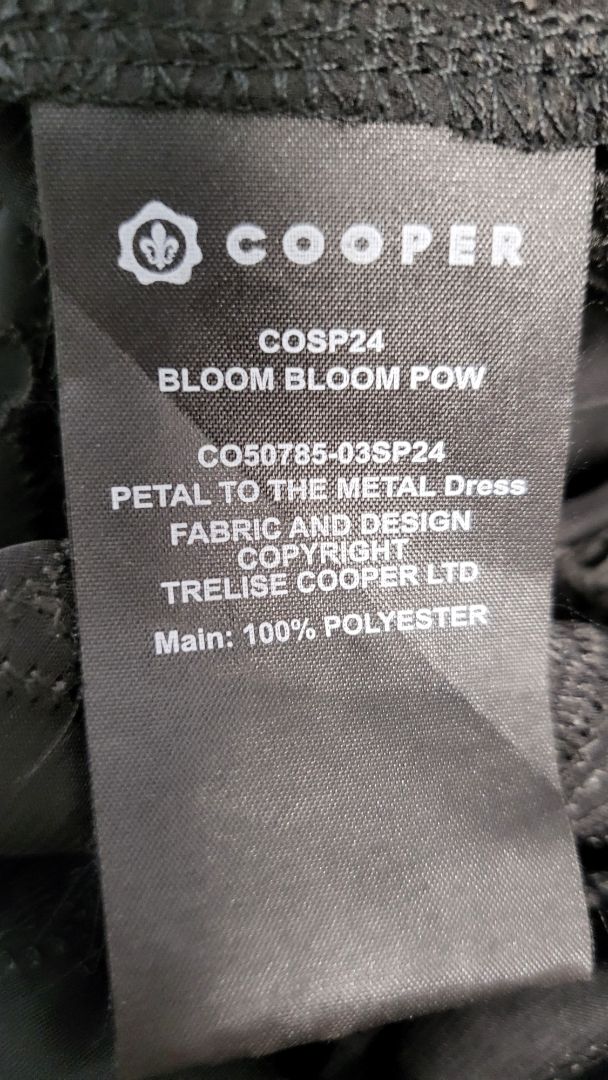 COOPER
COSP24
BLOOM BLOOM POW
CO50785-03SP24
PETAL TO THE METAL Dress
FABRIC AND DESIGN
COPYRIGHT
TRELISE COOPER LTD
Main: 100% POLYESTER